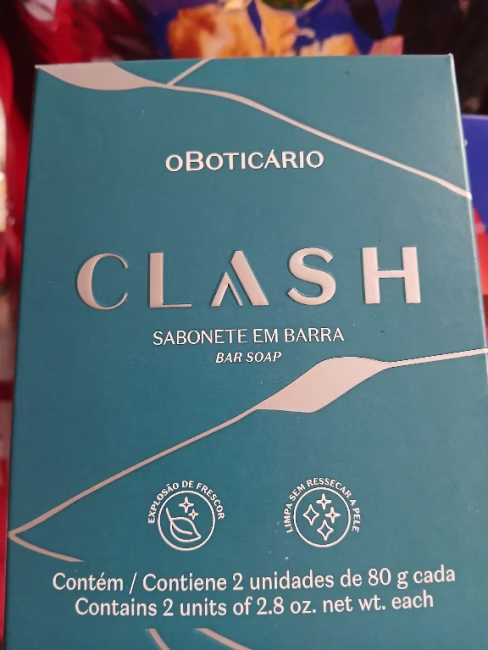 oBOTICÁRIO
CLASH
SABONETE EM BARRA
BAR SOAP
EXPLOSÃO DE FRESCOR
LIMPA SEM RESSECAR A PELE
Contém / Contiene 2 unidades de 80 g cada
Contains 2 units of 2.8 oz. net wt. each